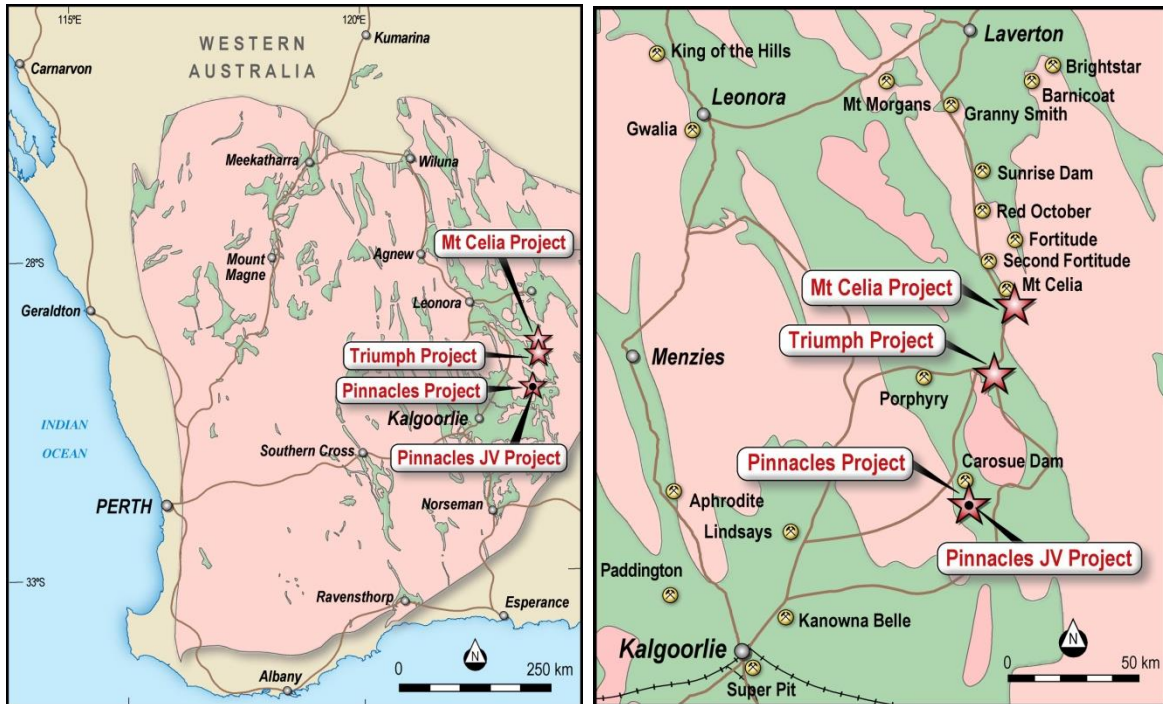 115ºE
120ºE
WESTERN
AUSTRALIA
Kumarina
Carnarvon
Meekatharra
Wiluna
Mt Celia Project
28ºS
Mount
Magne
Agnew
Geraldton
Leonora
Triumph Project
Pinnacles Project
Kalgoorlie
INDIAN
OCEAN
Southern Cross
Pinnacles JV Project
PERTH
Norseman
33ºS
Ravensthorp
Esperance
N
0
250 km
Albany
King of the Hills
Laverton
Brightstar
Leonora
Mt Morgans
Barnicoat
Gwalia
Granny Smith
Sunrise Dam
Red October
Fortitude
Second Fortitude
Mt Celia Project
Mt Celia
Triumph Project
Menzies
Porphyry
Pinnacles Project
Carosue Dam
Aphrodite
Lindsays
Pinnacles JV Project
Paddington
Kanowna Belle
Kalgoorlie
N
Super Pit
0
50 km